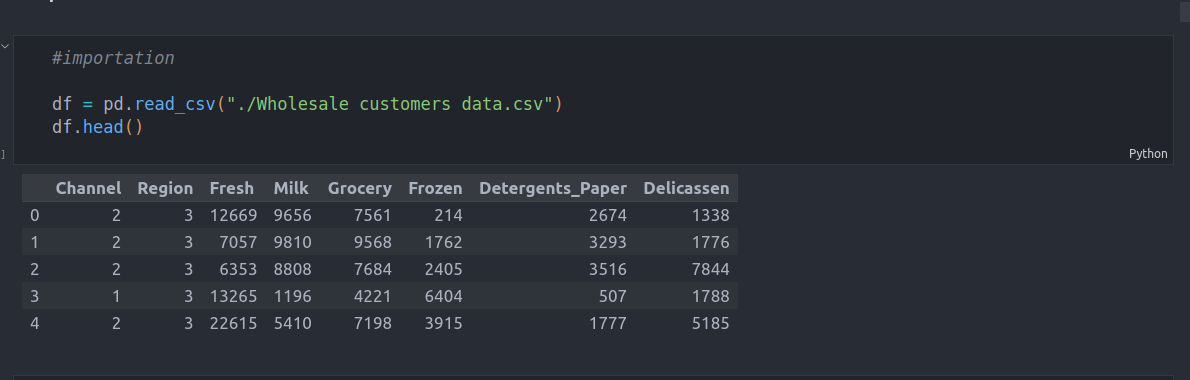 #importation
df = pd.read_csv("./Wholesale customers data.csv")
df.head()
]
Python
Channel Region Fresh Milk Grocery Frozen Detergents_Paper Delicassen
0 2 3 12669 9656 7561 214 2674 1338
1 2 3 7057 9810 9568 1762 3293 1776
2 2 3 6353 8808 7684 2405 3516 7844
3 1 3 13265 1196 4221 6404 507 1788
4 2 3 22615 5410 7198 3915 1777 5185